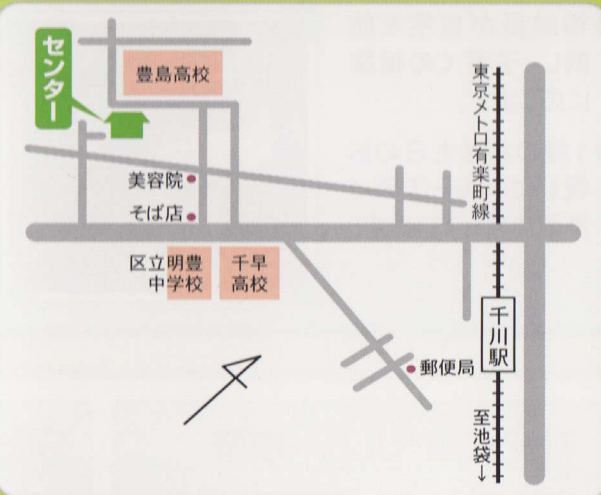 センター
豊島高校
東京メトロ有楽町線
美容院
そば店
区立明豊
中学校
千早
高校
千川駅
郵便局
至池袋→